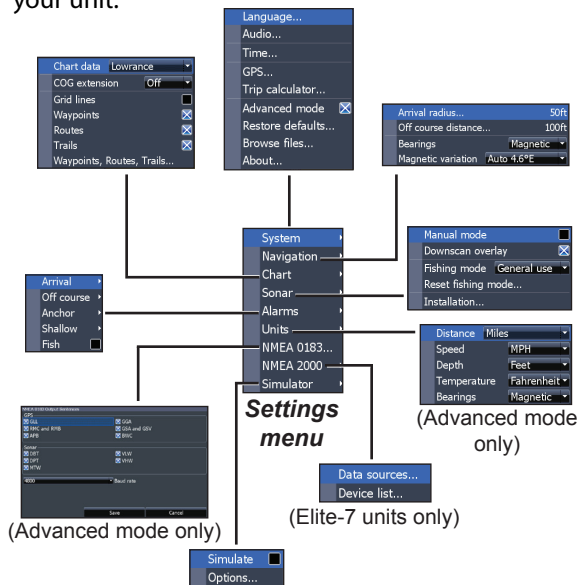 your unit.
Language...
Audio...
Time...
GPS...
Trip calculator...
Advanced mode
Restore defaults...
Browse files...
About...
Chart data Lowrance
COG extension Off
Grid lines
Waypoints
Routes
Trails
Waypoints, Routes, Trails...
Arrival radius... 50ft
Off course distance... 100ft
Bearings Magnetic
Magnetic variation Auto 4.6°E
System
Navigation
Chart
Sonar
Alarms
Units
NMEA 0183...
NMEA 2000
Simulator
Settings
menu
Manual mode
Downscan overlay
Fishing mode General use
Reset fishing mode...
Installation...
Arrival
Off course
Anchor
Shallow
Fish
Distance Miles
Speed MPH
Depth Feet
Temperature Fahrenheit
Bearings Magnetic
(Advanced mode
only)
NMEA 0183 Output Sentences
GPS
GLL GGA
RMC and RMB GSA and GSV
APB BWC
Sonar
DBT VLW
DPT VHW
MTW
4800 Baud rate
Save Cancel
(Advanced mode only)
Data sources...
Device list...
(Elite-7 units only)
Simulate
Options...